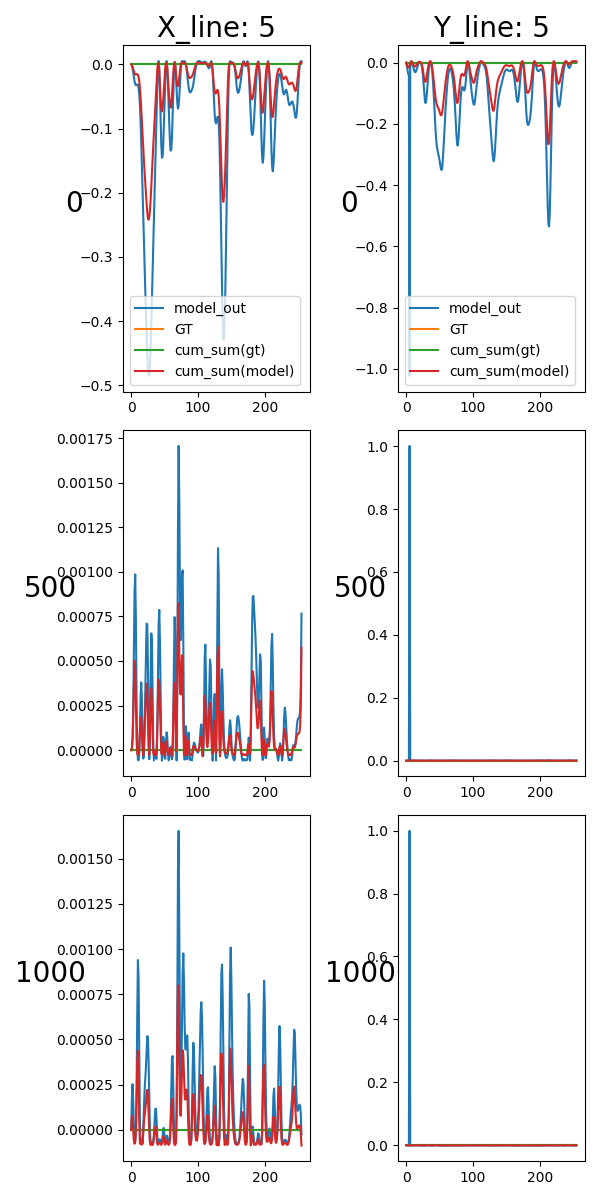 X_line: 5
Y_line: 5
0.0
−0.1
−0.2
−0.3
−0.4
−0.5
0
model_out
GT
cum_sum(gt)
cum_sum(model)
0 100 200
0.0
−0.2
−0.4
−0.6
−0.8
−1.0
0
model_out
GT
cum_sum(gt)
cum_sum(model)
0 100 200
0.00175
0.00150
0.00125
0.00100
0.00075
0.00050
0.00025
0.00000
500
0 100 200
1.0
0.8
0.6
0.4
0.2
0.0
500
0 100 200
0.00150
0.00125
0.00100
0.00075
0.00050
0.00025
0.00000
1000
0 100 200
1.0
0.8
0.6
0.4
0.2
0.0
1000
0 100 200